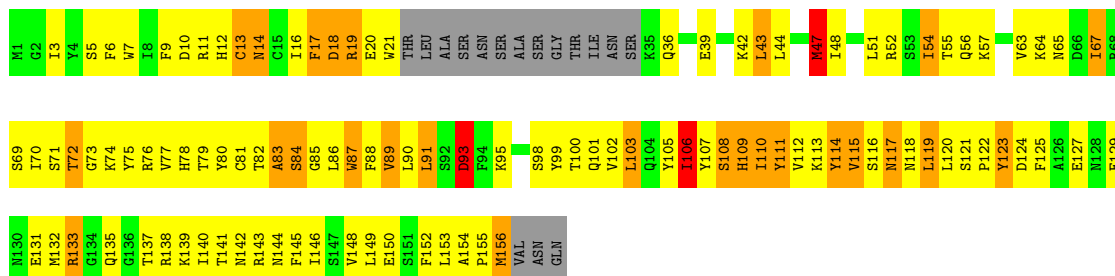 M1 G2 I3 Y4 S5 F6 W7 I8 F9 D10 R11 H12 C13 N14 C15 I16 F17 D18 R19 E20 W21 THR LEU ALA SER ASN SER ALA SER GLY THR ILE ASN SER K35 Q36 E39 K42 L43 L44 M47 I48 L51 R52 S53 I54 T55 Q56 K57 V63 K64 N65 D66 I67 R68
S69 I70 S71 T72 G73 K74 Y75 R76 V77 H78 T79 Y80 C81 T82 A83 S84 G85 L86 W87 F88 V89 L90 L91 S92 D93 F94 K95 S98 Y99 T100 Q101 V102 L103 Q104 Y105 I106 Y107 S108 H109 I110 Y111 V112 K113 Y114 V115 S116 N117 N118 L119 L120 S121 P122 Y123 D124 F125 A126 E127 N128 E129
N130 E131 M132 R133 G134 Q135 G136 T137 R138 K139 I140 T141 N142 R143 N144 F145 I146 S147 V148 L149 E150 S151 F152 L153 A154 P155 M156 VAL ASN GLN